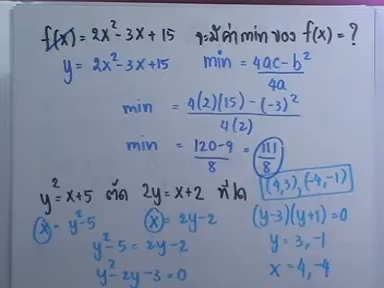 f(x) = 2x² - 3x + 15 จะมีค่า min ของ f(x) = ?
y = 2x² - 3x + 15 min = 4ac - b² / 4a
min = 4(2)(15) - (-3)² / 4(2)
min = 120 - 9 / 8 = 111 / 8
y² = x + 5 ตัด 2y = x + 2 ที่ใด (4,3), (-4,-1)
x = y² - 5 x = 2y - 2 (y-3)(y+1) = 0
y² - 5 = 2y - 2 y = 3, -1
y² - 2y - 3 = 0 x = 4, -4